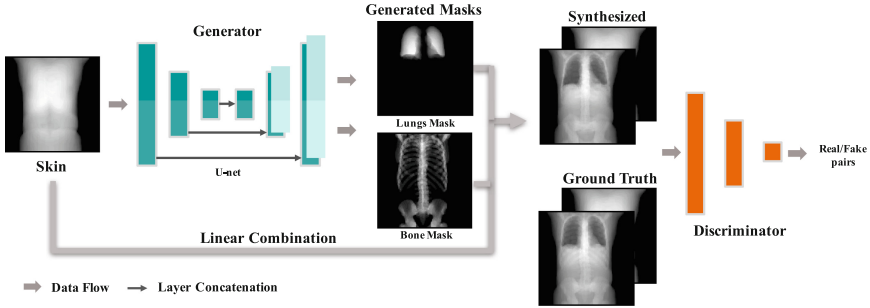 Generator
Generated Masks
Synthesized
Lungs Mask
Skin
U-net
Real/Fake
pairs
Ground Truth
Linear Combination
Bone Mask
Discriminator
Data Flow
Layer Concatenation